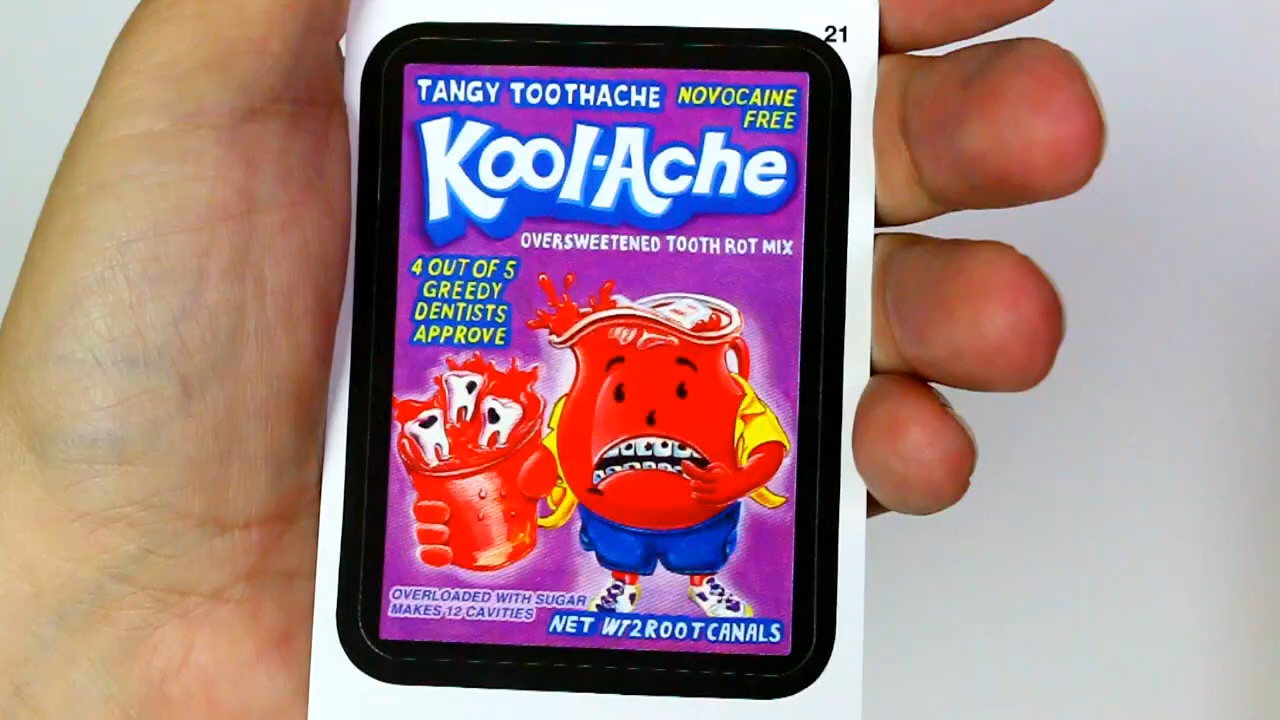 21
TANGY TOOTHACHE
NOVOCAINE
FREE
Kool-Ache
OVERSWEETENED TOOTH ROT MIX
4 OUT OF 5
GREEDY
DENTISTS
APPROVE
OVERLOADED WITH SUGAR
MAKES 12 CAVITIES
NET WT 2 ROOT CANALS